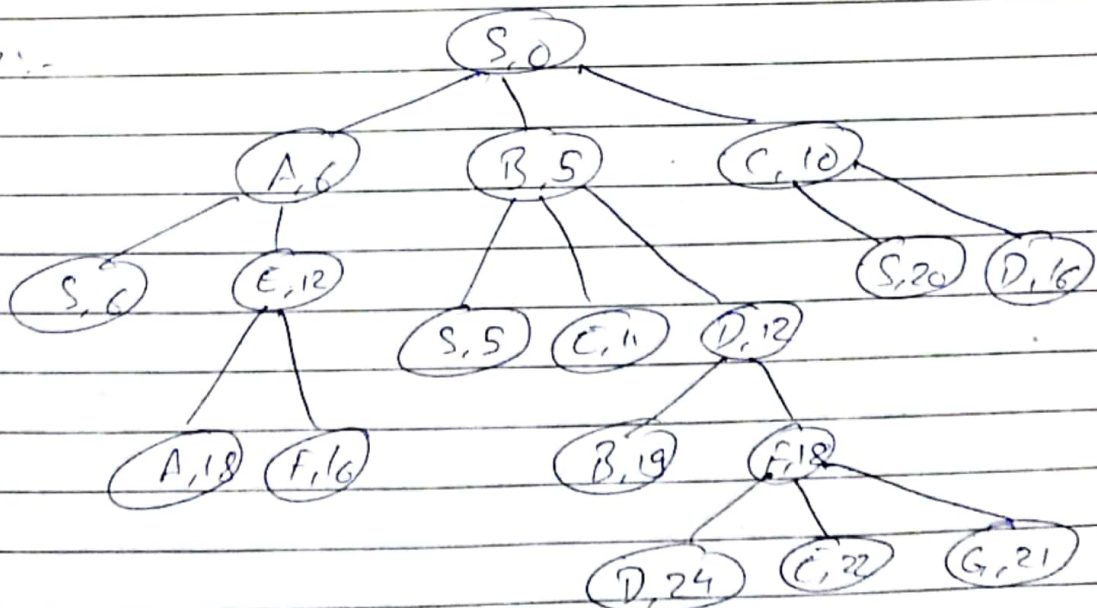 S,0
A,6 B,5 C,10
S,6 E,12 S,20 D,16
S,5 E,11 D,12
A,18 F,16 B,19 F,18
D,24 E,22 G,21